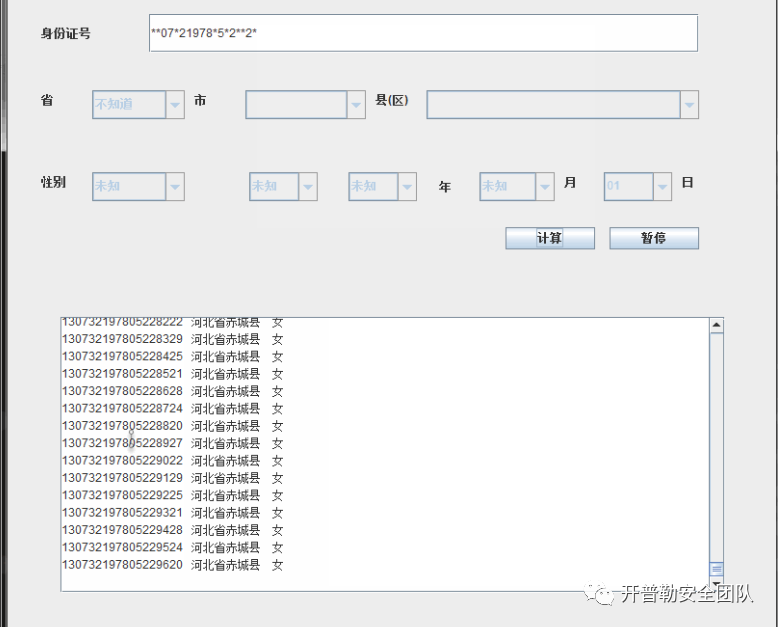 身份证号 **07*21978*5*2**2*
省 不知道 市 县(区)
性别 未知 未知 未知 年 未知 月 01 日
计算 暂停
130732197805228222 河北省赤城县 女
130732197805228329 河北省赤城县 女
130732197805228425 河北省赤城县 女
130732197805228521 河北省赤城县 女
130732197805228628 河北省赤城县 女
130732197805228724 河北省赤城县 女
130732197805228820 河北省赤城县 女
130732197805228927 河北省赤城县 女
130732197805229022 河北省赤城县 女
130732197805229129 河北省赤城县 女
130732197805229225 河北省赤城县 女
130732197805229321 河北省赤城县 女
130732197805229428 河北省赤城县 女
130732197805229524 河北省赤城县 女
130732197805229620 河北省赤城县 女
开普勒安全团队